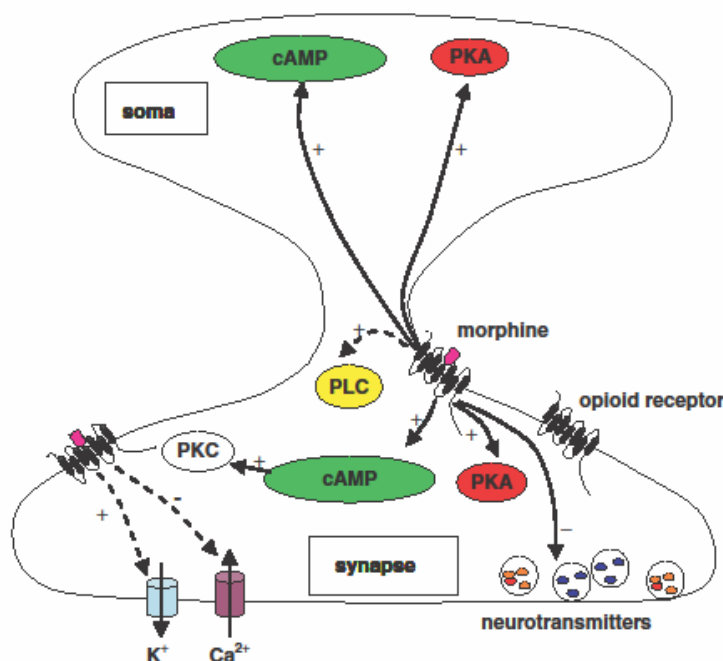 cAMP
PKA
soma
+
+
morphine
+
PLC
opioid receptor
+
+
PKC
+
cAMP
PKA
+
-
–
synapse
neurotransmitters
K⁺
Ca²⁺